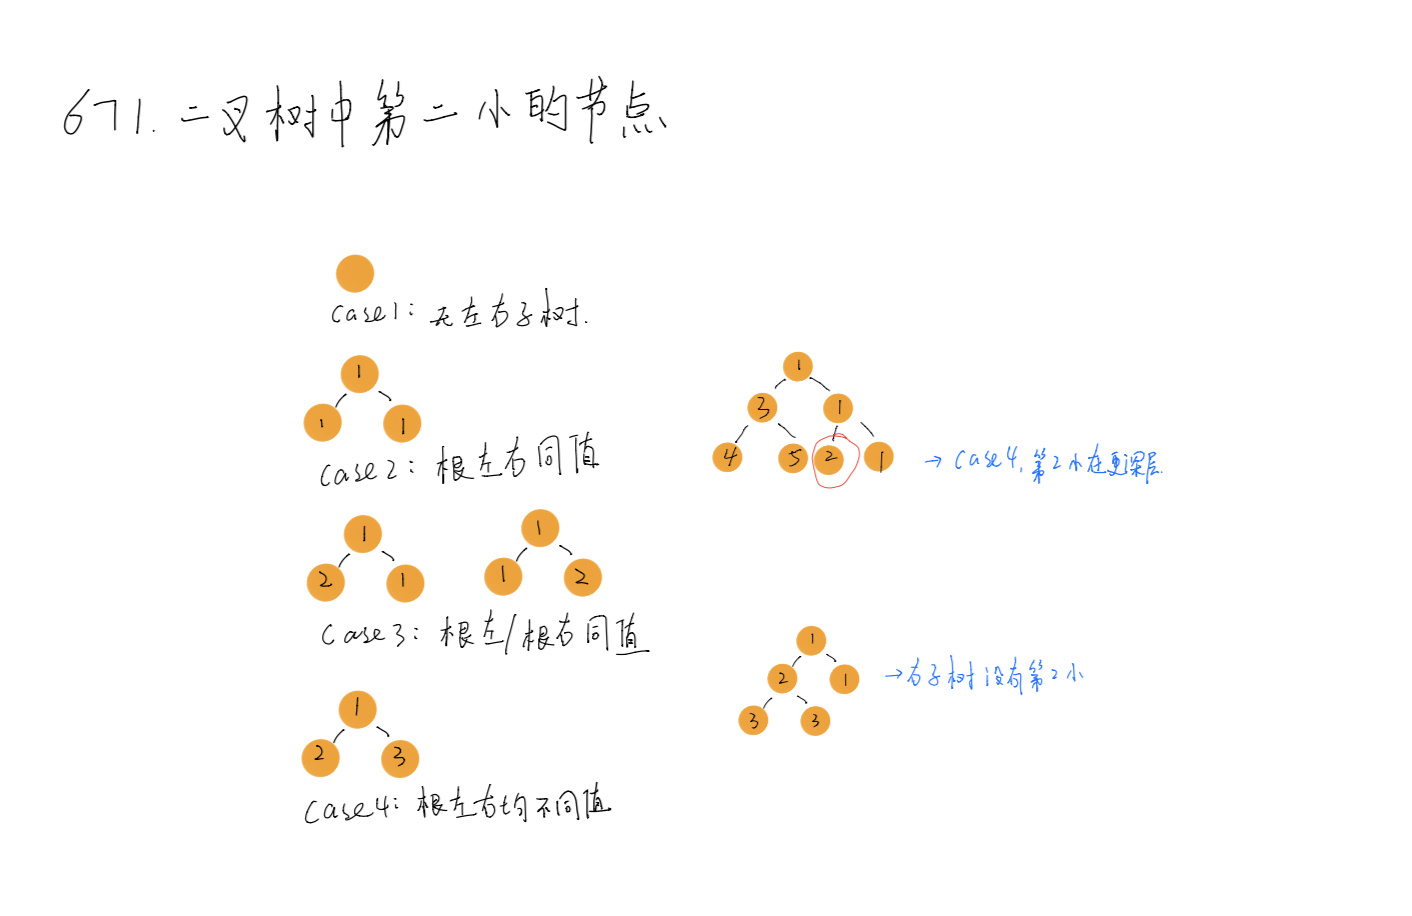 671.二叉树中第二小的节点
case1: 无左右子树.
1
1 1
case2: 根左右同值
1
2 1
1
1 2
case3: 根左/根右同值
1
2 3
case4: 根左右均不同值
1
3 1
4 5 2 1
→ case4,第2小在更深层
1
2 1
→右子树没有第2小
3 3